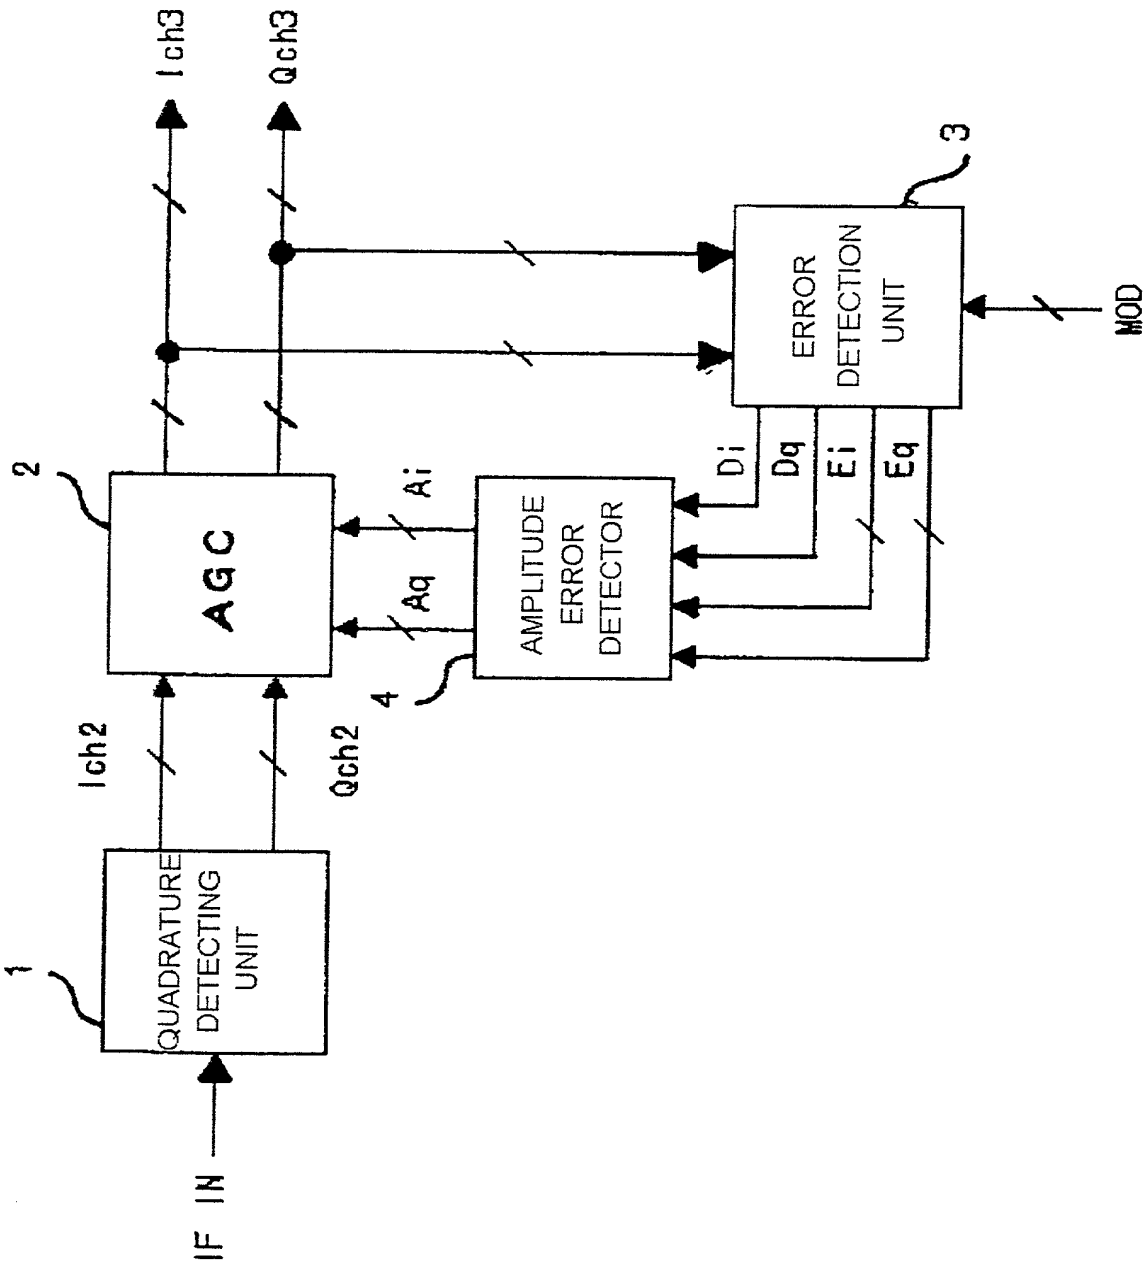 IF IN
1
QUADRATURE
DETECTING
UNIT
Ich2
Qch2
2
AGC
Ich3
Qch3
Aq
Ai
4
AMPLITUDE
ERROR
DETECTOR
Di
Dq
Ei
Eq
ERROR
DETECTION
UNIT
3
MOD